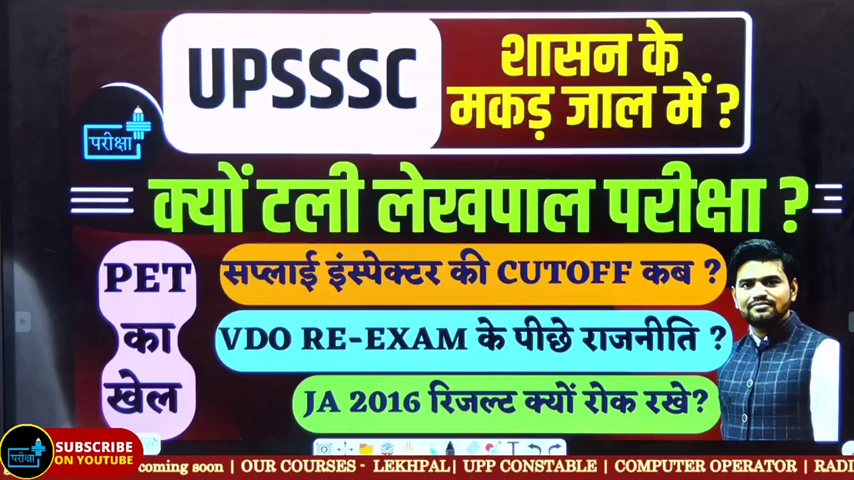 UPSSSC
शासन के
मकड़ जाल में ?
परीक्षा
क्यों टली लेखपाल परीक्षा ?
PET
का
खेल
सप्लाई इंस्पेक्टर की CUTOFF कब ?
VDO RE-EXAM के पीछे राजनीति ?
JA 2016 रिजल्ट क्यों रोक रखे?
परीक्षा
SUBSCRIBE
ON YOUTUBE
coming soon | OUR COURSES - LEKHPAL| UPP CONSTABLE | COMPUTER OPERATOR | RADI